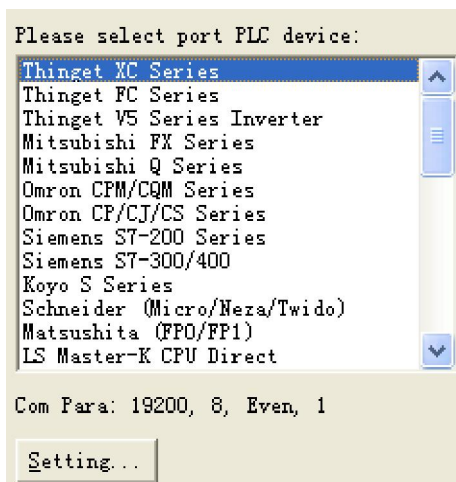 Please select port PLC device:
Thinget XC Series
Thinget FC Series
Thinget V5 Series Inverter
Mitsubishi FX Series
Mitsubishi Q Series
Omron CPM/CQM Series
Omron CP/CJ/CS Series
Siemens S7-200 Series
Siemens S7-300/400
Koyo S Series
Schneider (Micro/Neza/Twido)
Matsushita (FP0/FP1)
LS Master-K CPU Direct
Com Para: 19200, 8, Even, 1
Setting...